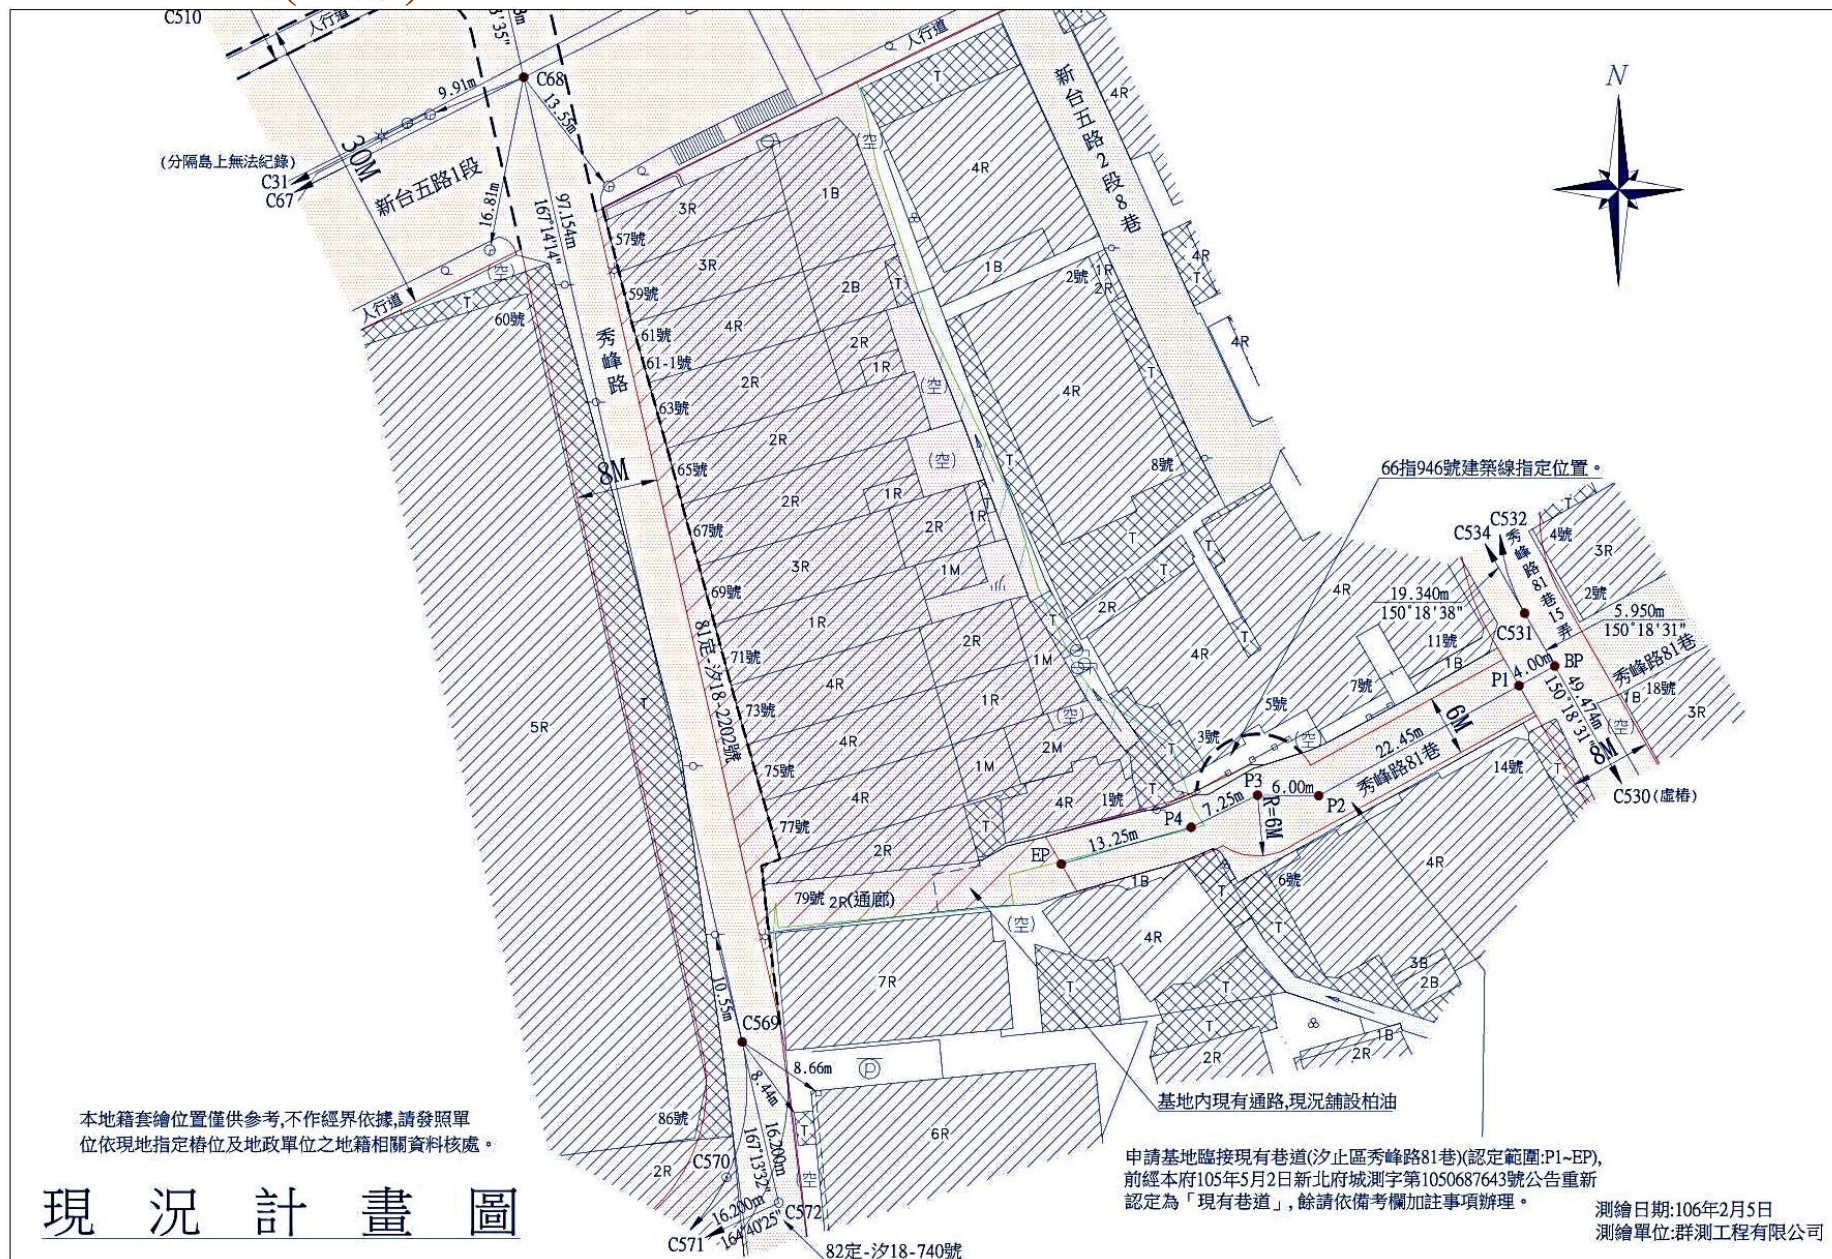 C510
人行道
3'35"
C68
9.91m
13.55m
人行道
(分隔島上無法紀錄)
C31
C67
30M
新台五路1段
16.81m
97.154m
167°14'14"
人行道
(空)
T
60號
秀峰路
8M
5R
T
81定-汐18-2202號
57號
59號
61號
61-1號
63號
65號
67號
69號
71號
73號
75號
77號
79號 2R(通廊)
3R
1B
3R
2B
4R
2R
1R
2R
2R
1R
2R
2R
1R
3R
1M
1R
2R
1M
4R
1R
4R
2M
1M
4R
4R
1號
2R
T
(空)
T
(空)
(空)
(空)
T
4R
1B
2號
1R
2R
新台五路2段8巷
4R
4R
T
4R
4R
T
8號
T
T
T
T
2R
T
T
4R
4R
T
66指946號建築線指定位置。
C534
C532
秀峰路81巷15弄
4號
3R
2號
19.340m
150°18'38"
5.950m
150°18'31"
C531
11號
1B
7號
5號
3號
(空)
T
T
P1
4.00m
BP
秀峰路81巷
49.474m
150°18'31"
1B
18號
3R
(空)
8M
C530(虛樁)
6M
22.45m
秀峰路81巷
14號
T
P3
6.00m
P2
R=6M
7.25m
P4
13.25m
EP
1B
(空)
4R
T
T
6號
4R
3B
2B
T
T
2R
2R
1B
7R
T
10.55m
C569
8.66m
P
8.44m
T
6R
86號
2R
C570
16.200m
167°13'32"
(空)
16.200m
164°40'25"
C571
C572
82定-汐18-740號
基地內現有通路,現況舖設柏油
申請基地臨接現有巷道(汐止區秀峰路81巷)(認定範圍:P1~EP),
前經本府105年5月2日新北府城測字第1050687643號公告重新
認定為「現有巷道」,餘請依備考欄加註事項辦理。
本地籍套繪位置僅供參考,不作經界依據,請發照單
位依現地指定樁位及地政單位之地籍相關資料核處。
現況計畫圖
測繪日期:106年2月5日
測繪單位:群測工程有限公司
N